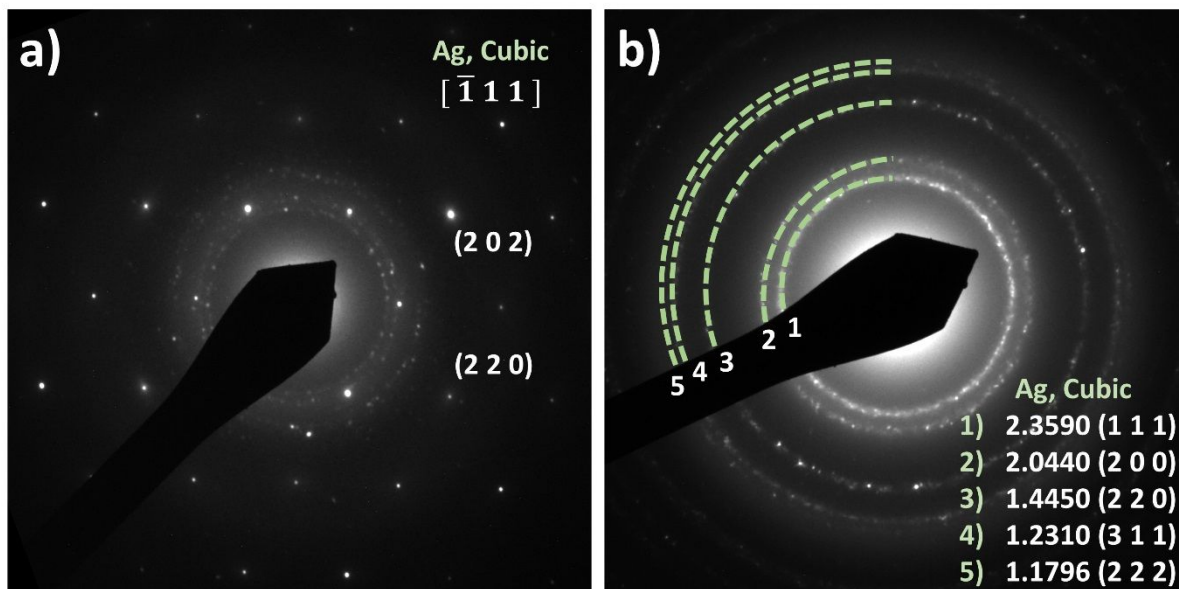 a)
Ag, Cubic
[ 1̅ 1 1 ]
(2 0 2)
(2 2 0)
b)
1
2
3
4
5
Ag, Cubic
1) 2.3590 (1 1 1)
2) 2.0440 (2 0 0)
3) 1.4450 (2 2 0)
4) 1.2310 (3 1 1)
5) 1.1796 (2 2 2)